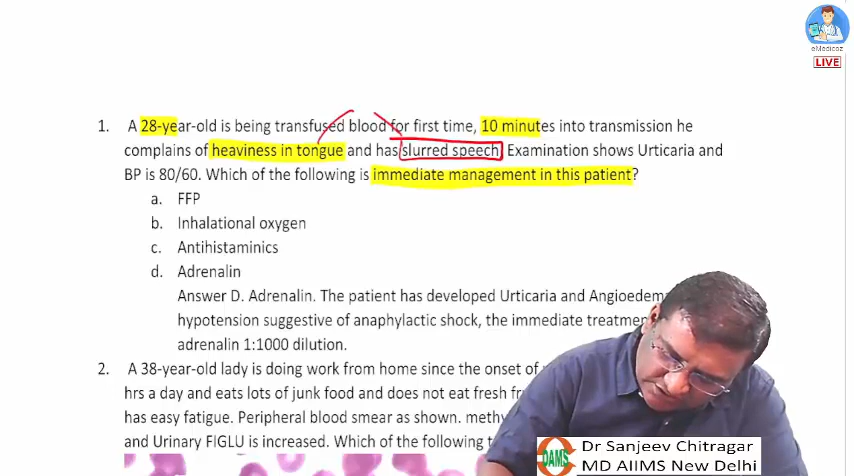 eMedicoz
LIVE
1. A 28-year-old is being transfused blood for first time, 10 minutes into transmission he
complains of heaviness in tongue and has slurred speech. Examination shows Urticaria and
BP is 80/60. Which of the following is immediate management in this patient?
a. FFP
b. Inhalational oxygen
c. Antihistaminics
d. Adrenalin
Answer D. Adrenalin. The patient has developed Urticaria and
hypotension suggestive of anaphylactic shock, the immediate
adrenalin 1:1000 dilution.
2. A 38-year-old lady is doing work from home since the onset of
hrs a day and eats lots of junk food and does not eat fresh
has easy fatigue. Peripheral blood smear as shown.
and Urinary FIGLU is increased. Which of the following
DAMS
Dr Sanjeev Chitragar
MD AIIMS New Delhi